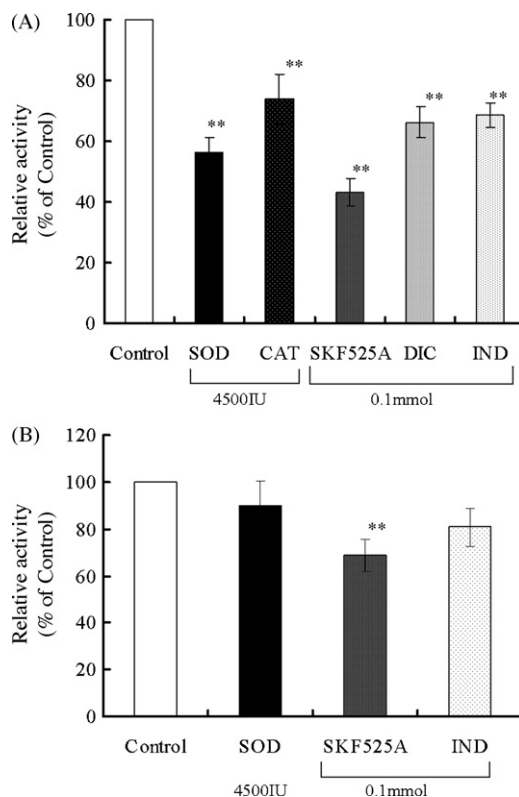 (A)
Relative activity
(% of Control)
100
80
60
40
20
0
** ** ** ** **
Control SOD CAT SKF525A DIC IND
4500IU 0.1mmol
(B)
Relative activity
(% of Control)
120
100
80
60
40
20
0
**
Control SOD SKF525A IND
4500IU 0.1mmol